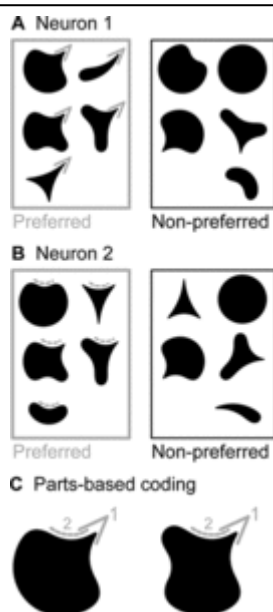 A Neuron 1
Preferred
Non-preferred
B Neuron 2
Preferred
Non-preferred
C Parts-based coding
2
1
2
1